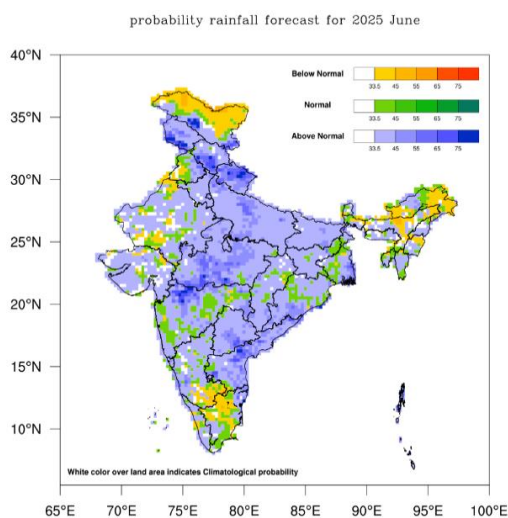 probability rainfall forecast for 2025 June
40°N
35°N
30°N
25°N
20°N
15°N
10°N
Below Normal
33.5 45 55 65 75
Normal
33.5 45 55 65 75
Above Normal
33.5 45 55 65 75
White color over land area indicates Climatological probability
65°E 70°E 75°E 80°E 85°E 90°E 95°E 100°E